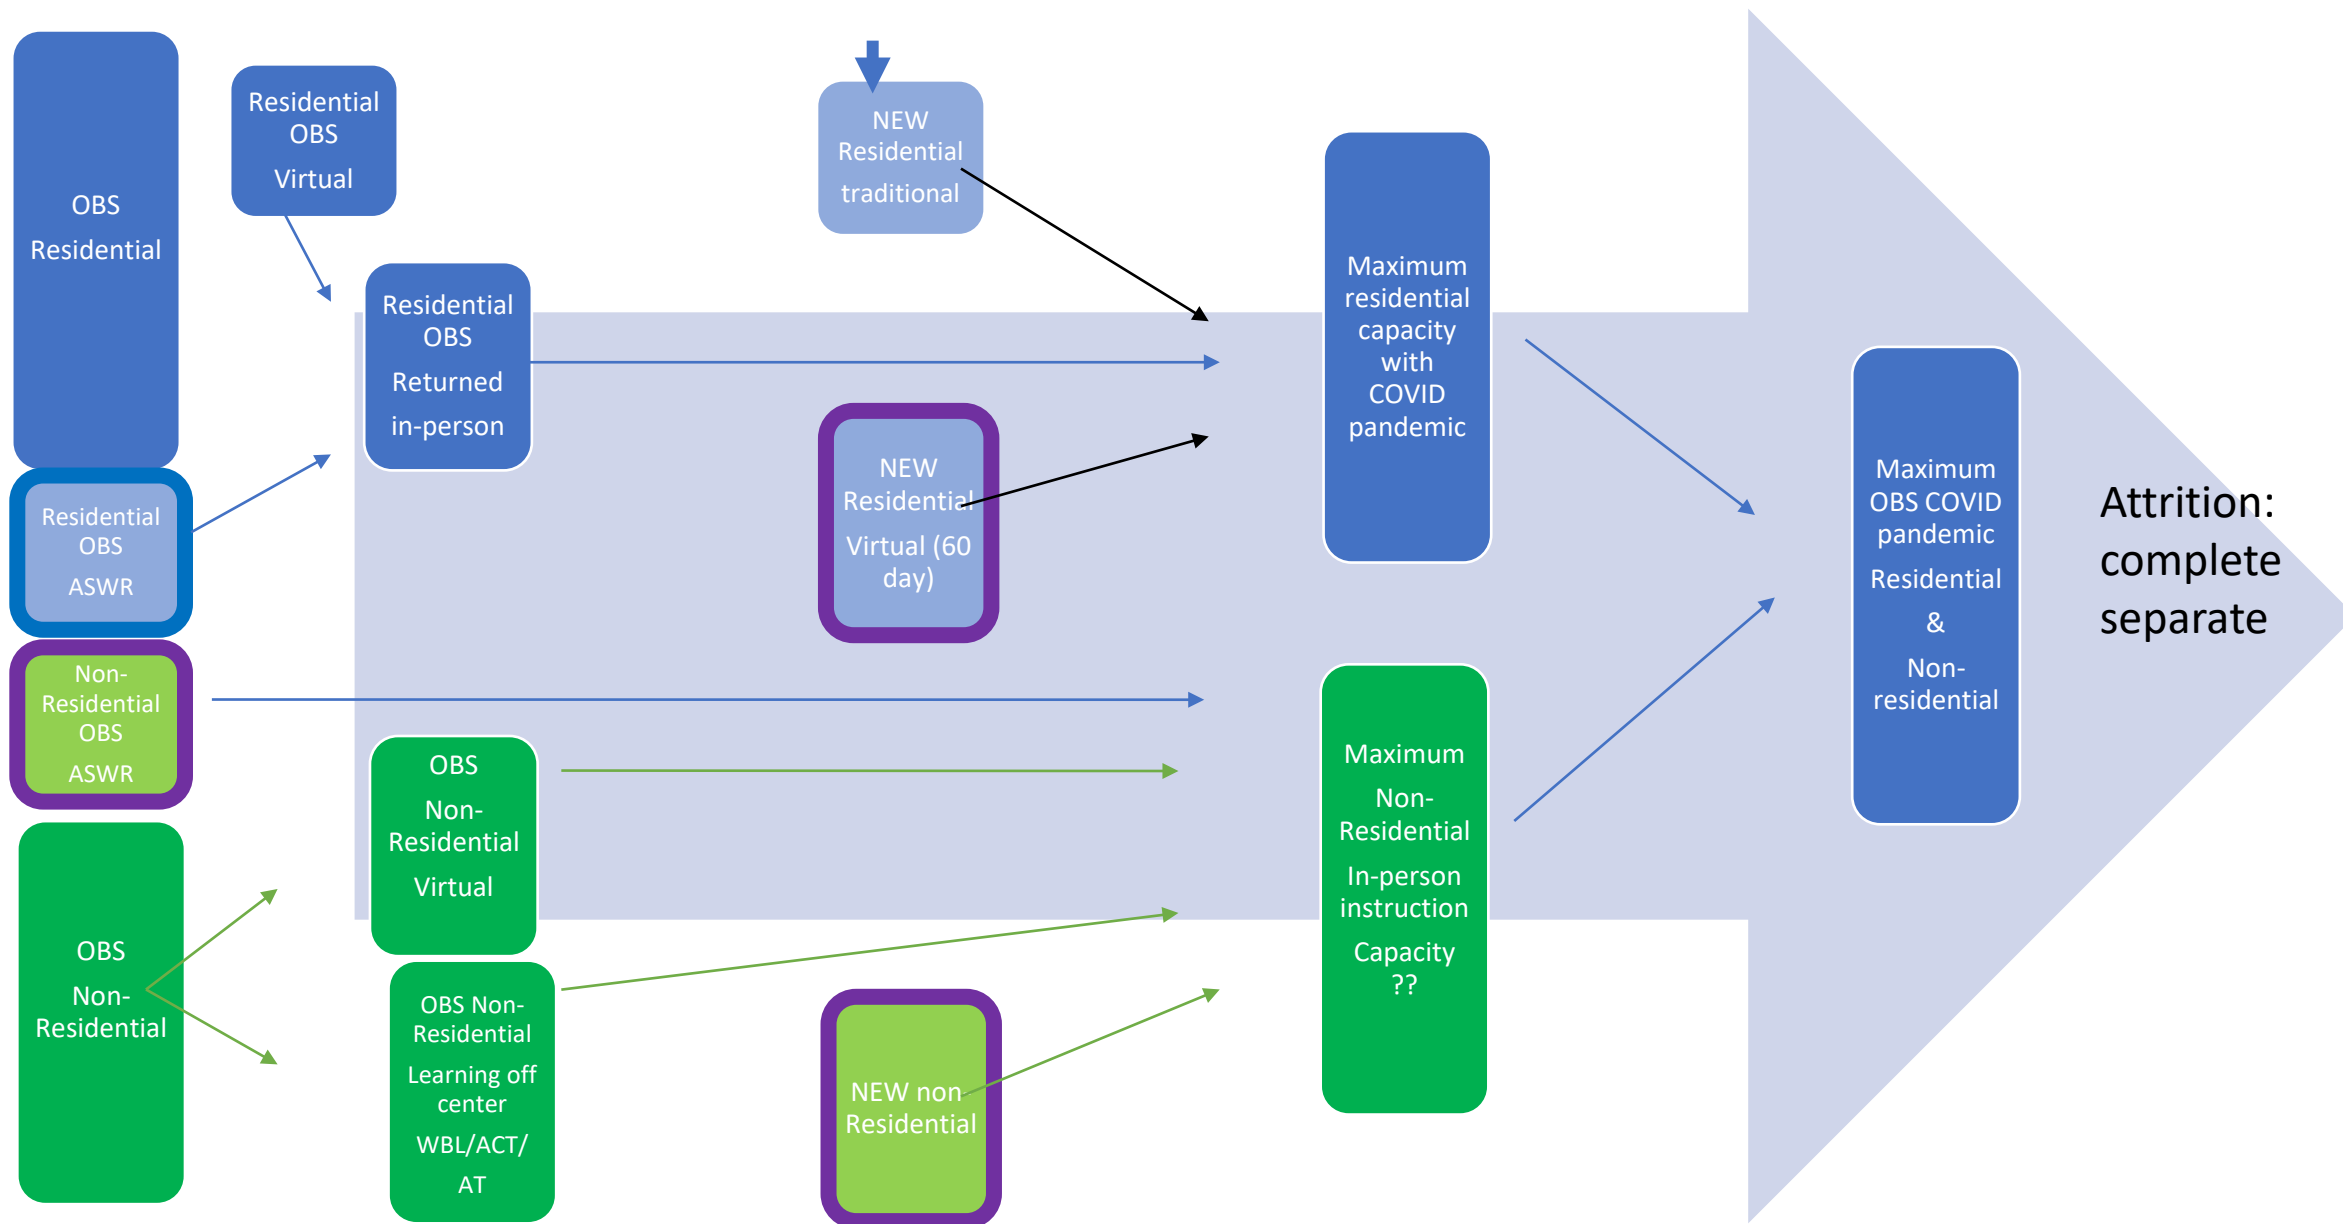 OBS
Residential
Residential
OBS
ASWR
Non-
Residential
OBS
ASWR
OBS
Non-
Residential
Residential
OBS
Virtual
Residential
OBS
Returned
in-person
OBS
Non-
Residential
Virtual
OBS Non-
Residential
Learning off
center
WBL/ACT/
AT
NEW
Residential
traditional
NEW
Residential
Virtual (60
day)
NEW non
Residential
Maximum
residential
capacity
with
COVID
pandemic
Maximum
Non-
Residential
In-person
instruction
Capacity
??
Maximum
OBS COVID
pandemic
Residential
&
Non-
residential
Attrition:
complete
separate